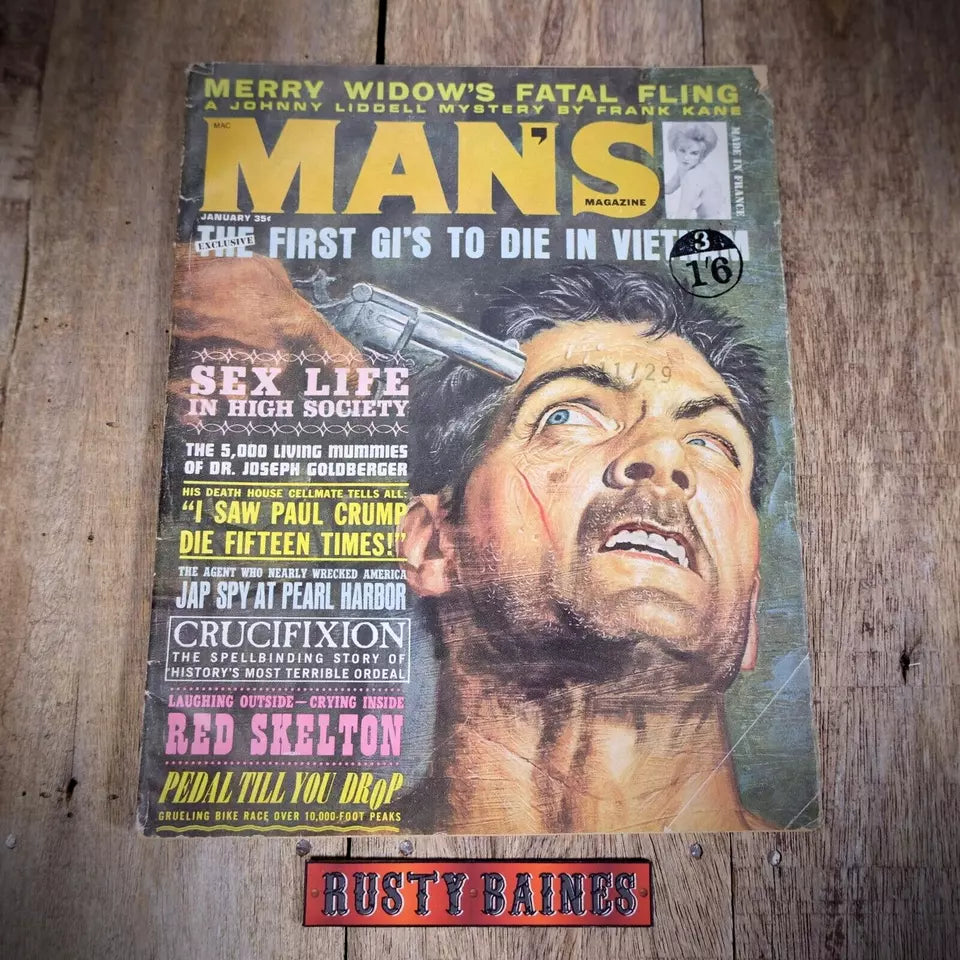 MERRY WIDOW'S FATAL FLING
A JOHNNY LIDDELL MYSTERY BY FRANK KANE
MAC
MAN'S
MAGAZINE
MADE IN FRANCE
JANUARY 35¢
EXCLUSIVE
THE FIRST GI'S TO DIE IN VIETNAM
3
1'6
11/29
SEX LIFE
IN HIGH SOCIETY
THE 5,000 LIVING MUMMIES
OF DR. JOSEPH GOLDBERGER
HIS DEATH HOUSE CELLMATE TELLS ALL:
"I SAW PAUL CRUMP
DIE FIFTEEN TIMES!"
THE AGENT WHO NEARLY WRECKED AMERICA
JAP SPY AT PEARL HARBOR
CRUCIFIXION
THE SPELLBINDING STORY OF
HISTORY'S MOST TERRIBLE ORDEAL
LAUGHING OUTSIDE—CRYING INSIDE
RED SKELTON
PEDAL TILL YOU DROP
GRUELING BIKE RACE OVER 10,000-FOOT PEAKS
RUSTY BAINES